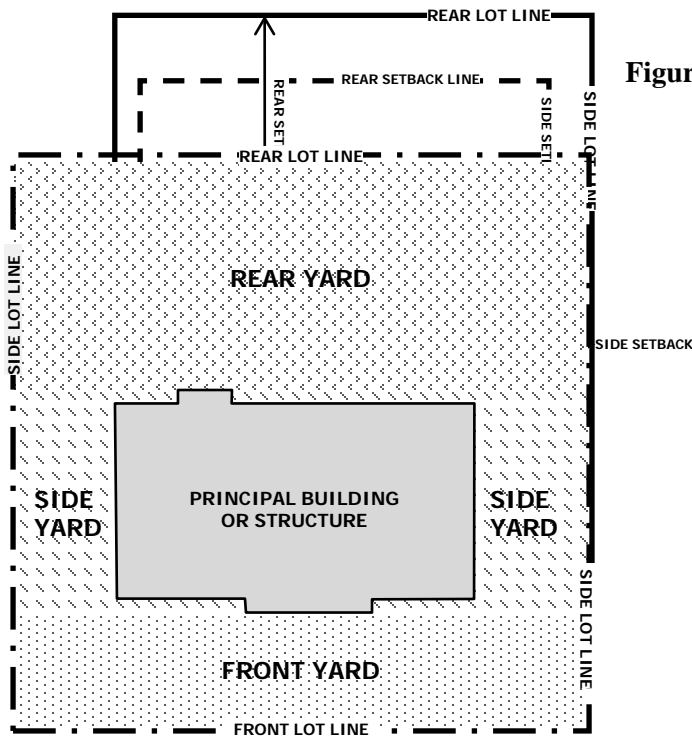 REAR LOT LINE
Figur
REAR SETBACK LINE
REAR SET
SIDE SET
SIDE LOT LINE
REAR LOT LINE
SIDE LOT LINE
REAR YARD
SIDE SETBACK
SIDE
YARD
PRINCIPAL BUILDING
OR STRUCTURE
SIDE
YARD
SIDE LOT LINE
FRONT YARD
FRONT LOT LINE